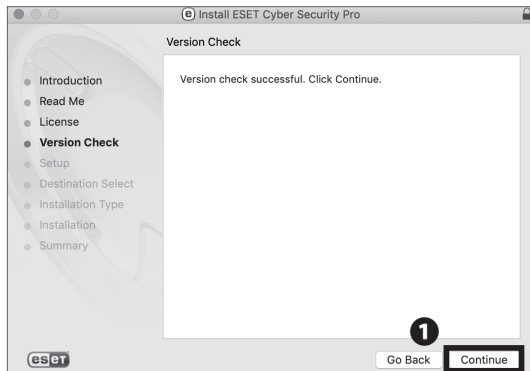 Install ESET Cyber Security Pro
Version Check
Introduction
Read Me
License
Version Check
Setup
Destination Select
Installation Type
Installation
Summary
Version check successful. Click Continue.
1
eseT
Go Back
Continue